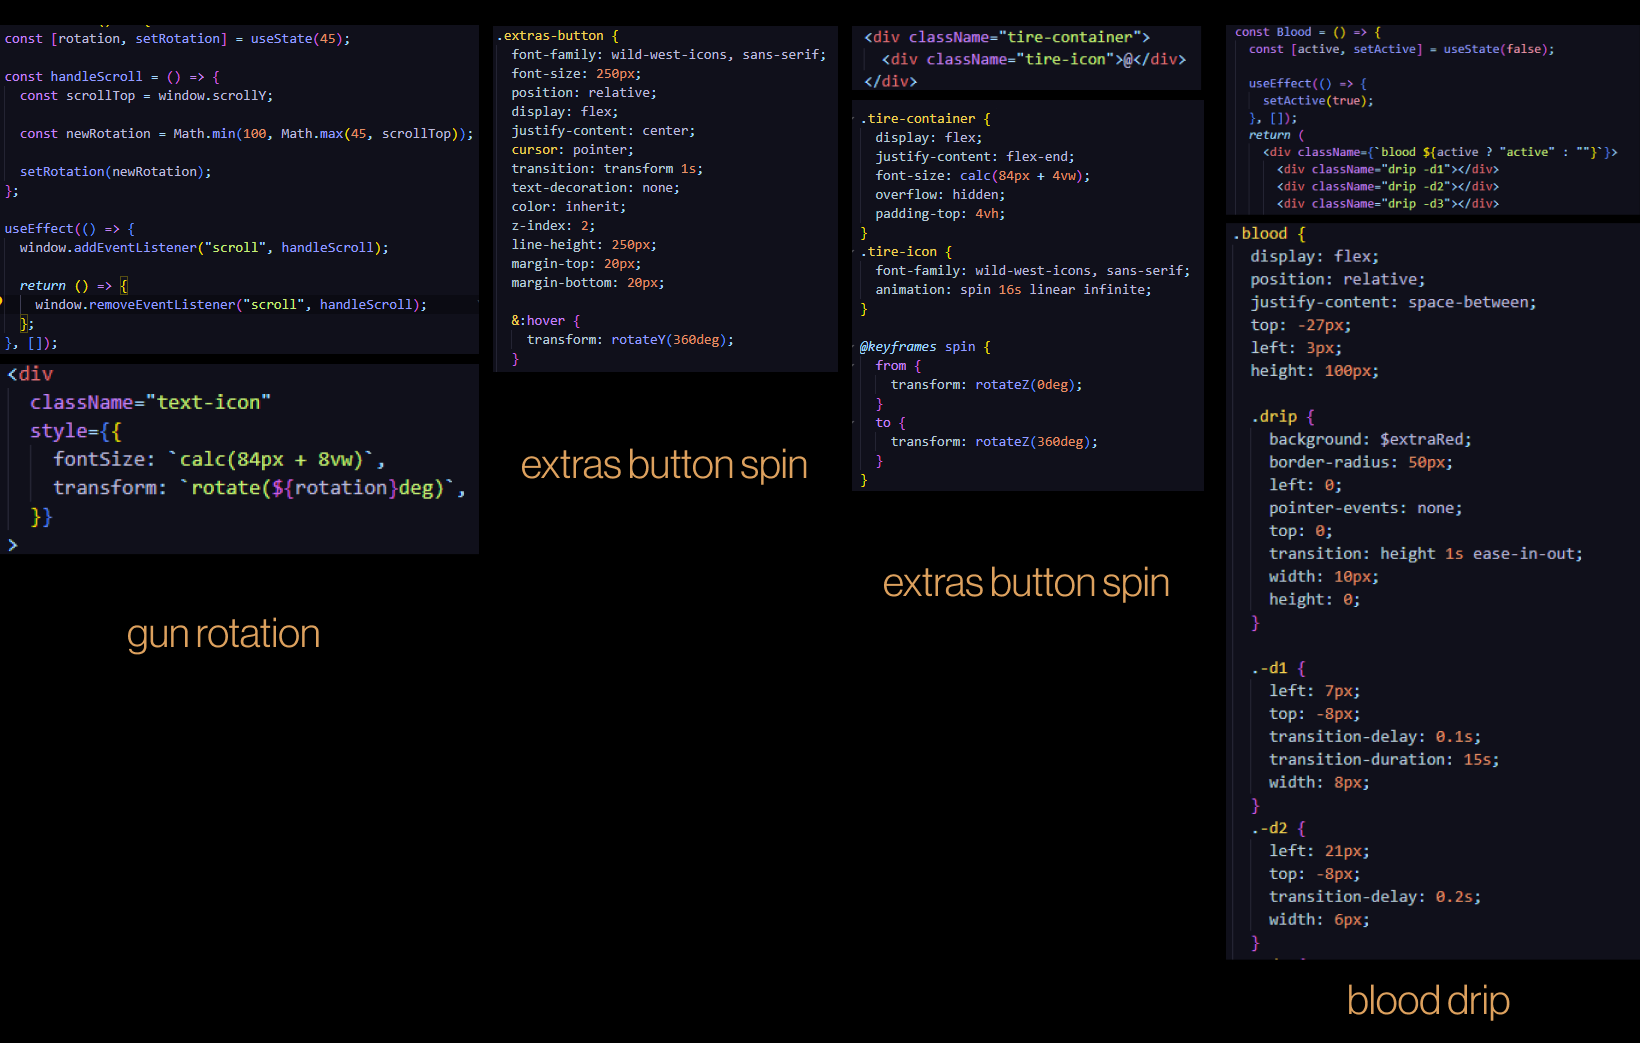 const [rotation, setRotation] = useState(45);
const handleScroll = () => {
const scrollTop = window.scrollY;
const newRotation = Math.min(100, Math.max(45, scrollTop));
setRotation(newRotation);
};
useEffect(() => {
window.addEventListener("scroll", handleScroll);
return () => {
window.removeEventListener("scroll", handleScroll);
};
}, []);
<div
className="text-icon"
style={{
fontSize: `calc(84px + 8vw)`,
transform: `rotate(${rotation}deg)`,
}}
>
gun rotation
.extras-button {
font-family: wild-west-icons, sans-serif;
font-size: 250px;
position: relative;
display: flex;
justify-content: center;
cursor: pointer;
transition: transform 1s;
text-decoration: none;
color: inherit;
z-index: 2;
line-height: 250px;
margin-top: 20px;
margin-bottom: 20px;
&:hover {
transform: rotateY(360deg);
}
extras button spin
<div className="tire-container">
<div className="tire-icon">@</div>
</div>
.tire-container {
display: flex;
justify-content: flex-end;
font-size: calc(84px + 4vw);
overflow: hidden;
padding-top: 4vh;
}
.tire-icon {
font-family: wild-west-icons, sans-serif;
animation: spin 16s linear infinite;
}
@keyframes spin {
from {
transform: rotateZ(0deg);
}
to {
transform: rotateZ(360deg);
}
}
extras button spin
const Blood = () => {
const [active, setActive] = useState(false);
useEffect(() => {
setActive(true);
}, []);
return (
<div className={`blood ${active ? "active" : ""}`}>
<div className="drip -d1"></div>
<div className="drip -d2"></div>
<div className="drip -d3"></div>
.blood {
display: flex;
position: relative;
justify-content: space-between;
top: -27px;
left: 3px;
height: 100px;
.drip {
background: $extraRed;
border-radius: 50px;
left: 0;
pointer-events: none;
top: 0;
transition: height 1s ease-in-out;
width: 10px;
height: 0;
}
.-d1 {
left: 7px;
top: -8px;
transition-delay: 0.1s;
transition-duration: 15s;
width: 8px;
}
.-d2 {
left: 21px;
top: -8px;
transition-delay: 0.2s;
width: 6px;
}
blood drip